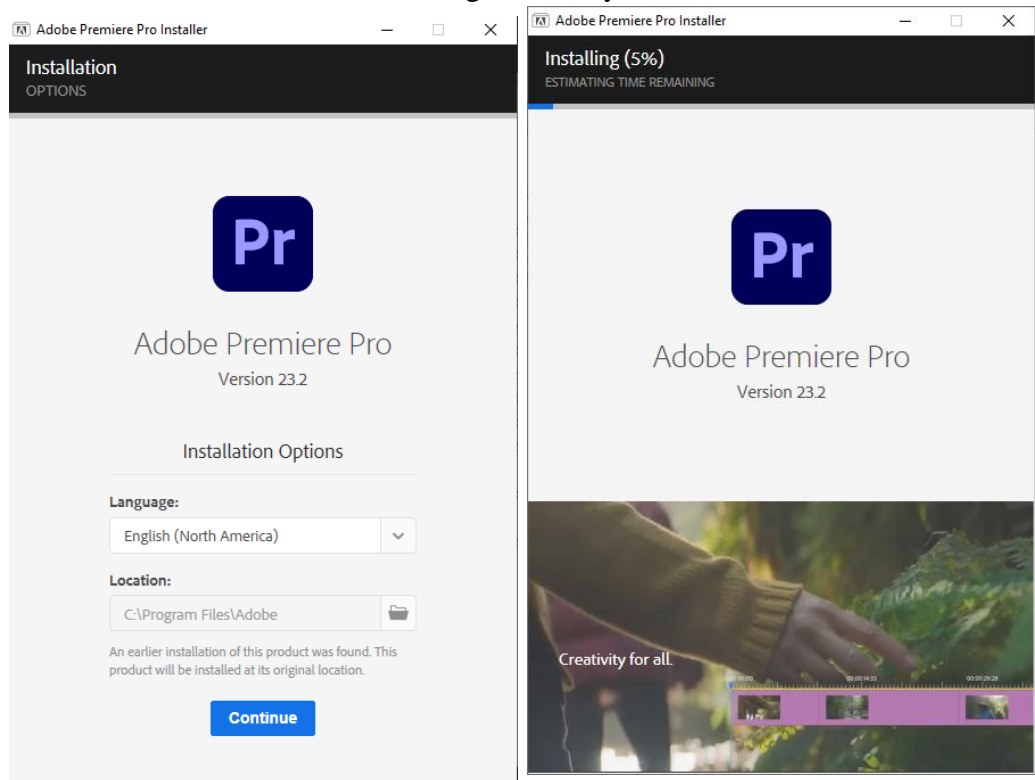 Adobe Premiere Pro Installer
Installation
OPTIONS
Pr
Adobe Premiere Pro
Version 23.2
Installation Options
Language:
English (North America)
Location:
C:\Program Files\Adobe
An earlier installation of this product was found. This
product will be installed at its original location.
Continue
Adobe Premiere Pro Installer
Installing (5%)
ESTIMATING TIME REMAINING
Pr
Adobe Premiere Pro
Version 23.2
Creativity for all.